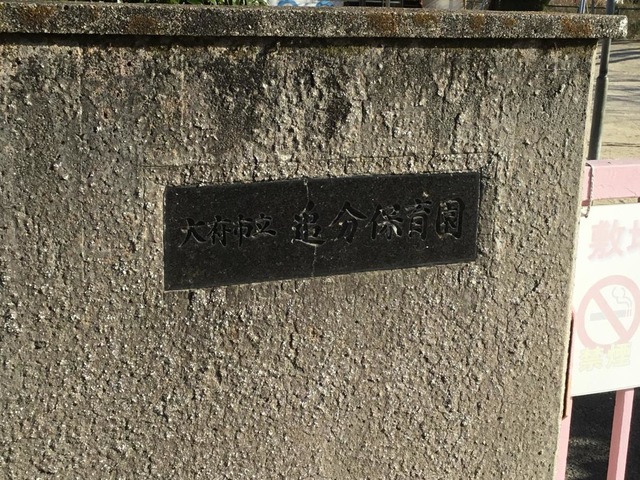 大府市立 追分保育園
敷地
禁煙